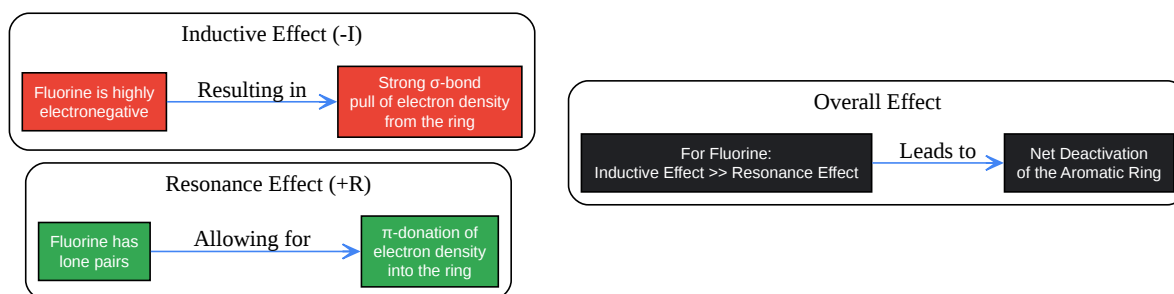 Inductive Effect (-I)
Fluorine is highly
electronegative
Resulting in
Strong σ-bond
pull of electron density
from the ring
Resonance Effect (+R)
Fluorine has
lone pairs
Allowing for
π-donation of
electron density
into the ring
Overall Effect
For Fluorine:
Inductive Effect >> Resonance Effect
Leads to
Net Deactivation
of the Aromatic Ring